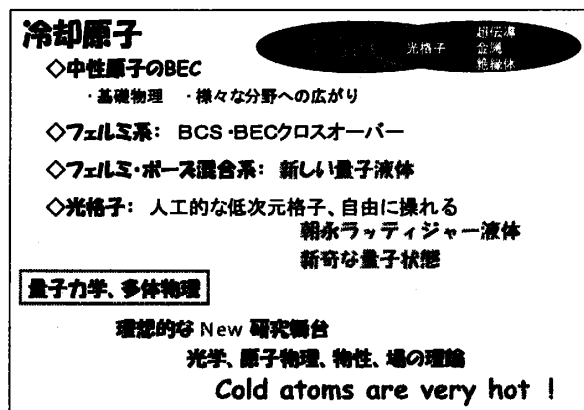 冷却原子
光格子
超伝導
金属
絶縁体
◇中性原子のBEC
・基礎物理 ・様々な分野への広がり
◇フェルミ系: BCS・BECクロスオーバー
◇フェルミ・ボーズ混合系: 新しい量子液体
◇光格子: 人工的な低次元格子、自由に操れる
朝永ラッティジャー液体
新奇な量子状態
量子力学、多体物理
理想的な New 研究舞台
光学、原子物理、物性、場の理論
Cold atoms are very hot !